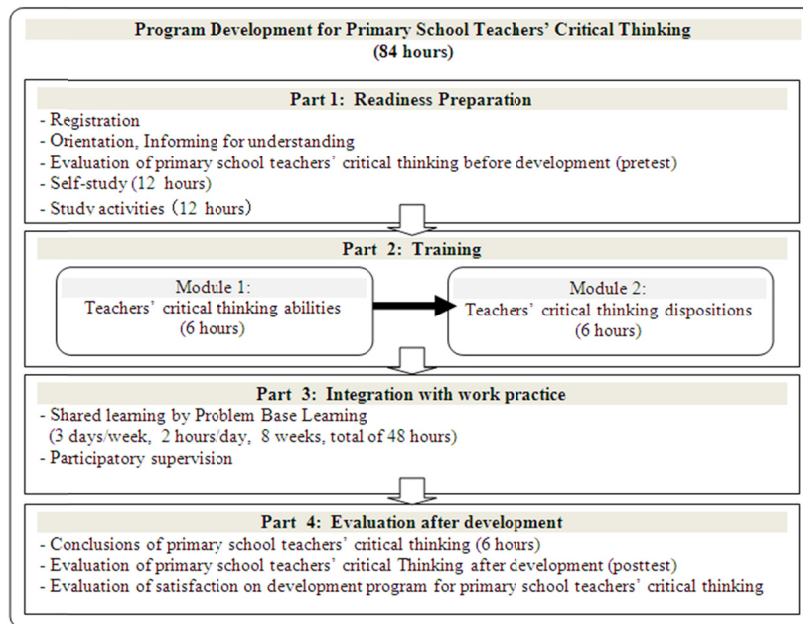 Program Development for Primary School Teachers' Critical Thinking
(84 hours)
Part 1: Readiness Preparation
- Registration
- Orientation, Informing for understanding
- Evaluation of primary school teachers' critical thinking before development (pretest)
- Self-study (12 hours)
- Study activities (12 hours)
Part 2: Training
Module 1:
Teachers' critical thinking abilities
(6 hours)
Module 2:
Teachers' critical thinking dispositions
(6 hours)
Part 3: Integration with work practice
- Shared learning by Problem Base Learning
(3 days/week, 2 hours/day, 8 weeks, total of 48 hours)
- Participatory supervision
Part 4: Evaluation after development
- Conclusions of primary school teachers' critical thinking (6 hours)
- Evaluation of primary school teachers' critical Thinking after development (posttest)
- Evaluation of satisfaction on development program for primary school teachers' critical thinking